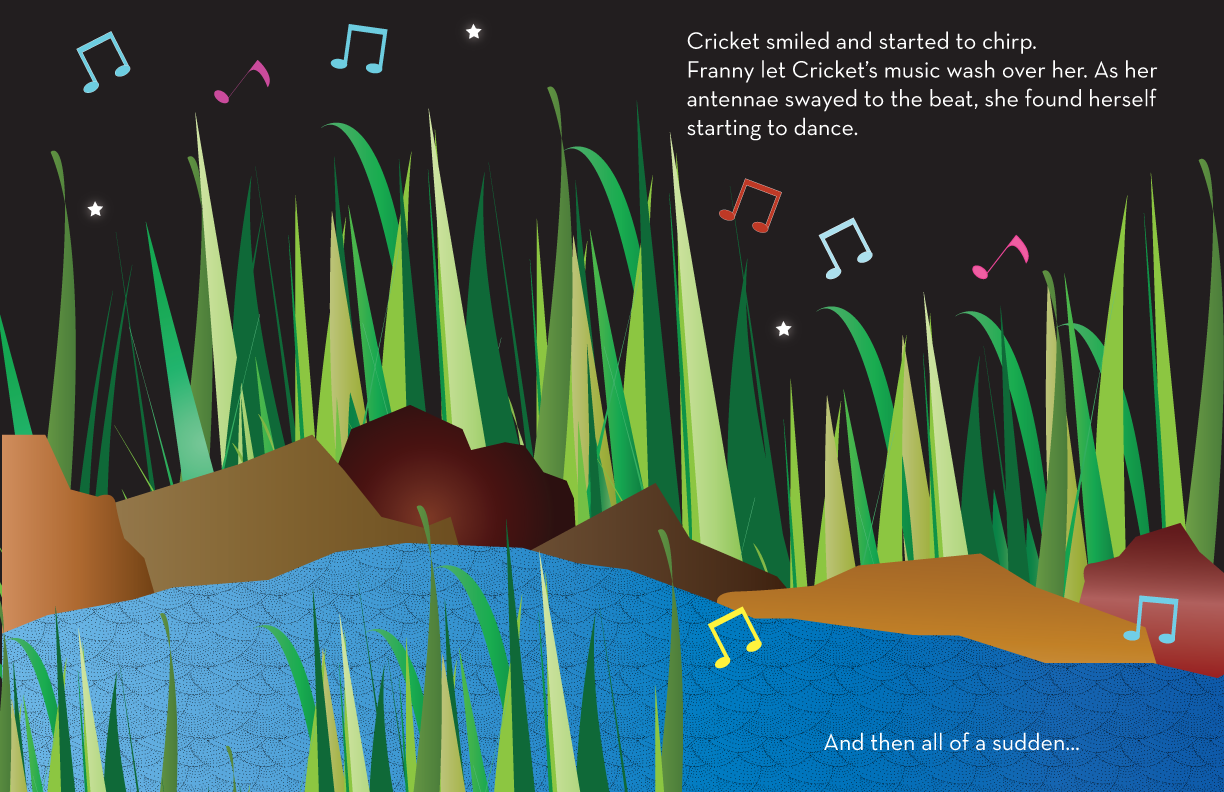 Cricket smiled and started to chirp.
Franny let Cricket’s music wash over her. As her
antennae swayed to the beat, she found herself
starting to dance.
And then all of a sudden...